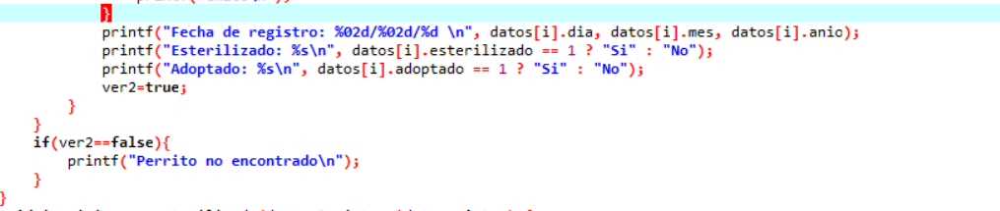 }
printf("Fecha de registro: %02d/%02d/%d \n", datos[i].dia, datos[i].mes, datos[i].anio);
printf("Esterilizado: %s\n", datos[i].esterilizado == 1 ? "Si" : "No");
printf("Adoptado: %s\n", datos[i].adoptado == 1 ? "Si" : "No");
ver2=true;
}
}
if(ver2==false){
printf("Perrito no encontrado\n");
}
}